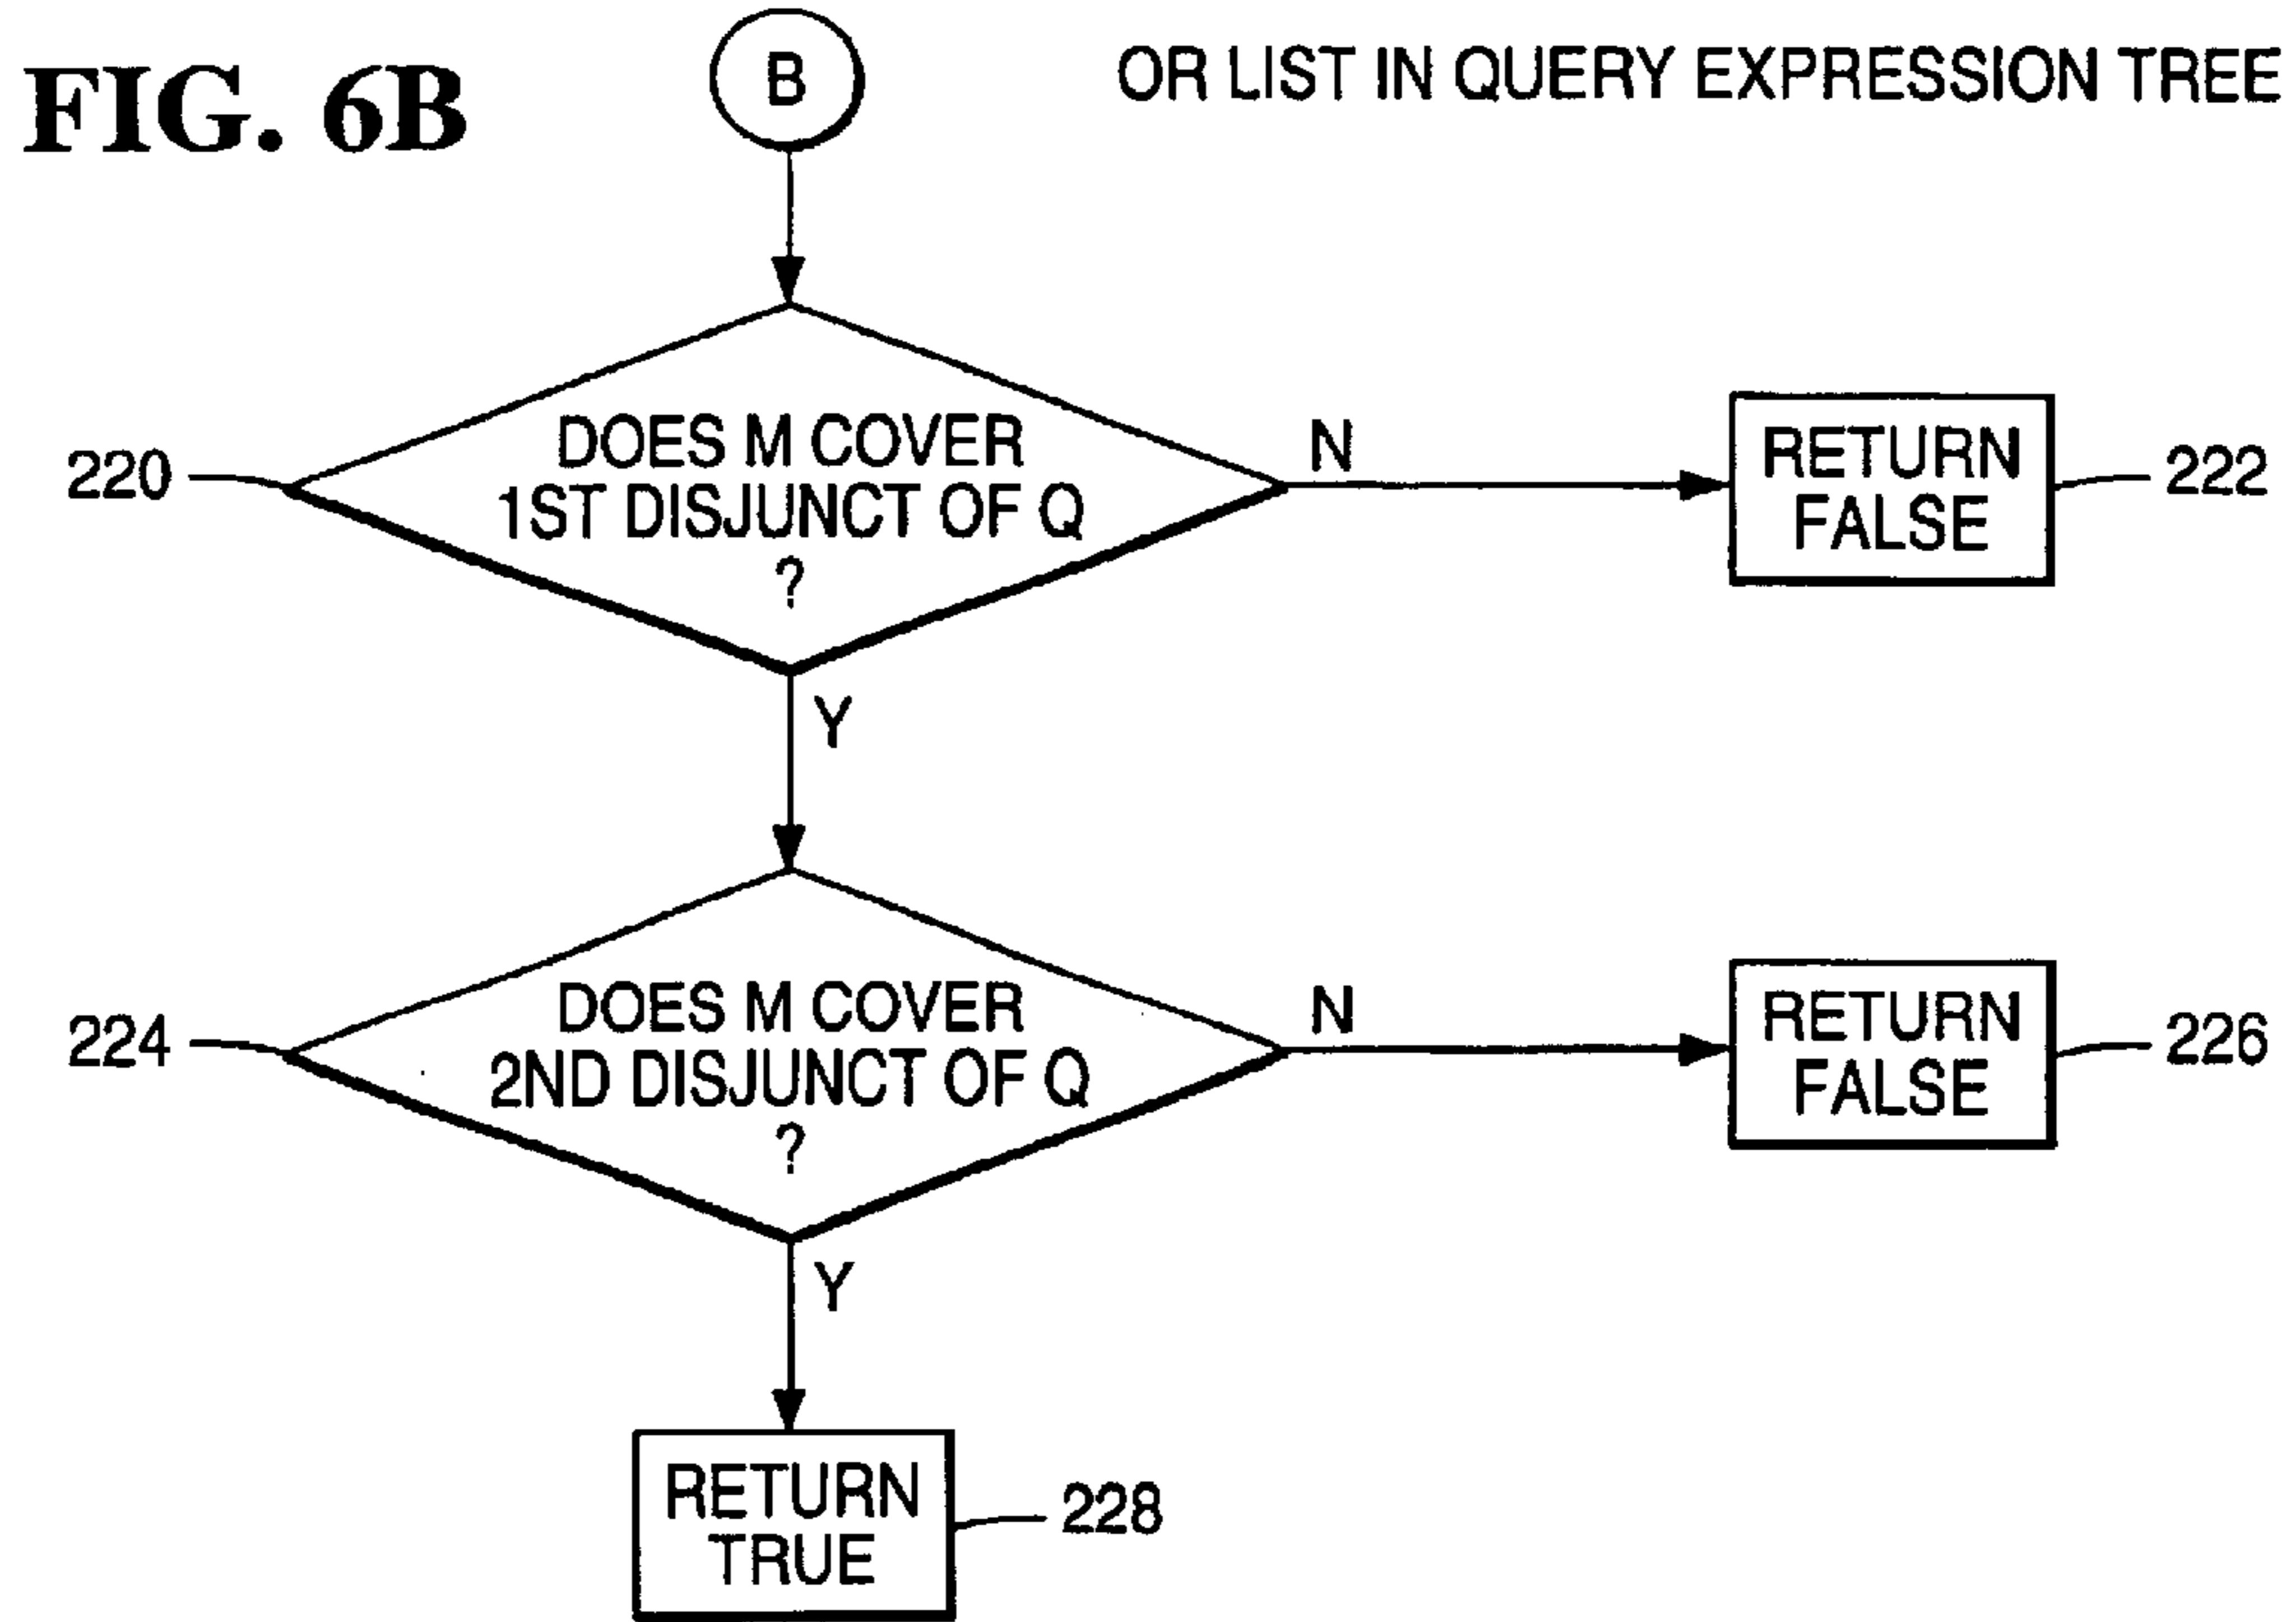 FIG. 6B
B
OR LIST IN QUERY EXPRESSION TREE
220
DOES M COVER
1ST DISJUNCT OF Q
?
N
RETURN
FALSE
222
Y
224
DOES M COVER
2ND DISJUNCT OF Q
?
N
RETURN
FALSE
226
Y
RETURN
TRUE
228